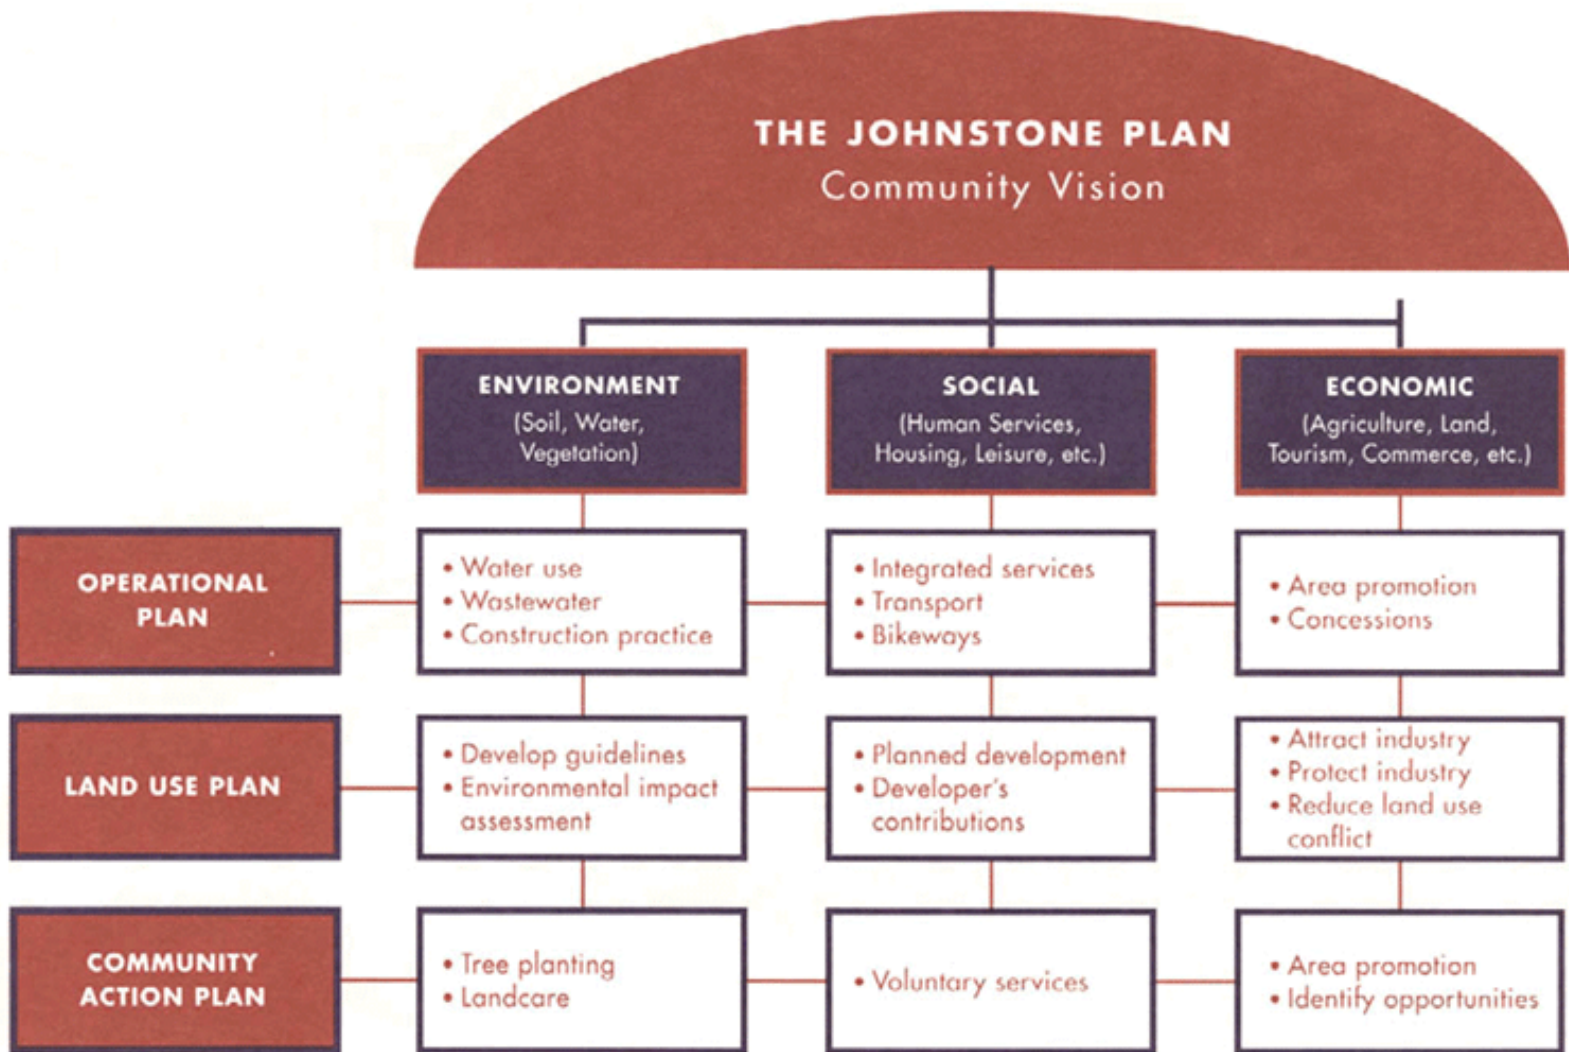 THE JOHNSTONE PLAN
Community Vision
ENVIRONMENT
(Soil, Water,
Vegetation)
SOCIAL
(Human Services,
Housing, Leisure, etc.)
ECONOMIC
(Agriculture, Land,
Tourism, Commerce, etc.)
OPERATIONAL
PLAN
• Water use
• Wastewater
• Construction practice
• Integrated services
• Transport
• Bikeways
• Area promotion
• Concessions
LAND USE PLAN
• Develop guidelines
• Environmental impact
assessment
• Planned development
• Developer's
contributions
• Attract industry
• Protect industry
• Reduce land use
conflict
COMMUNITY
ACTION PLAN
• Tree planting
• Landcare
• Voluntary services
• Area promotion
• Identify opportunities